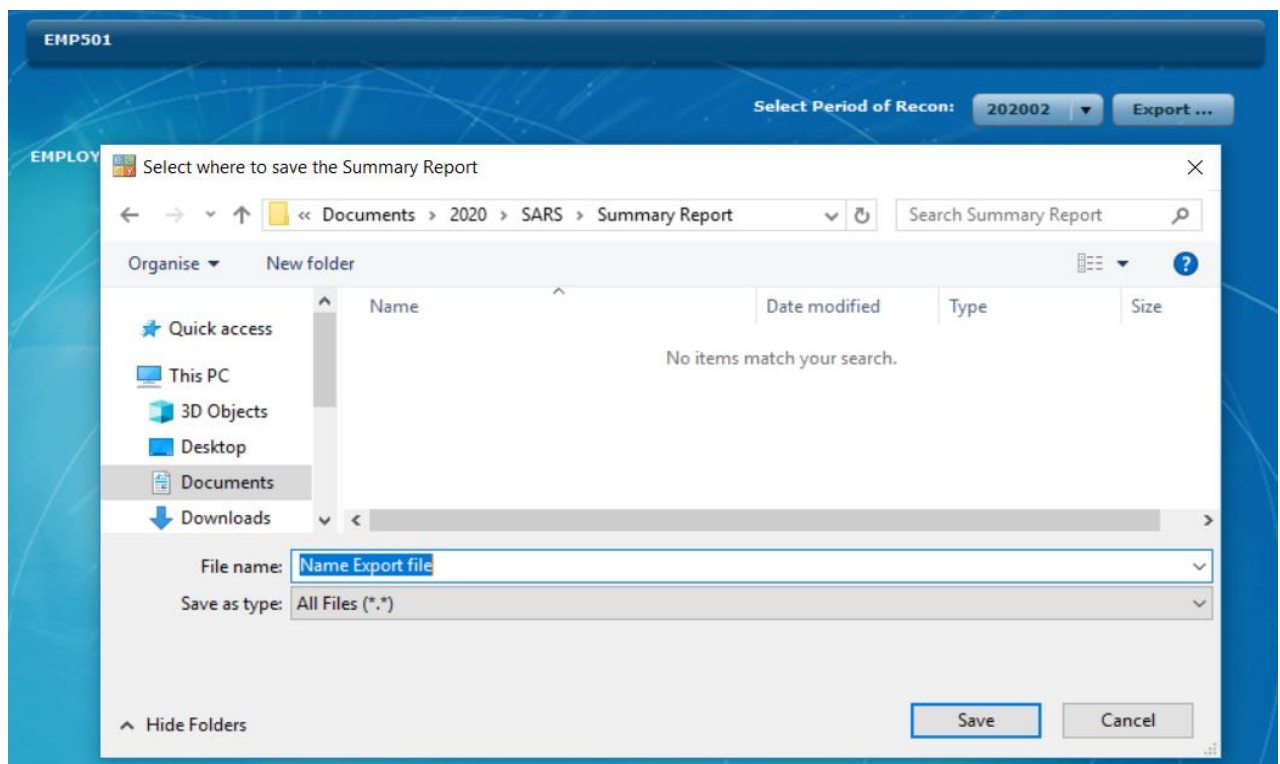 EMP501
Select Period of Recon: 202002 Export ...
EMPLOY
Select where to save the Summary Report
« Documents › 2020 › SARS › Summary Report Search Summary Report
Organise New folder
Name Date modified Type Size
Quick access
No items match your search.
This PC
3D Objects
Desktop
Documents
Downloads
File name: Name Export file
Save as type: All Files (*.*)
Hide Folders Save Cancel